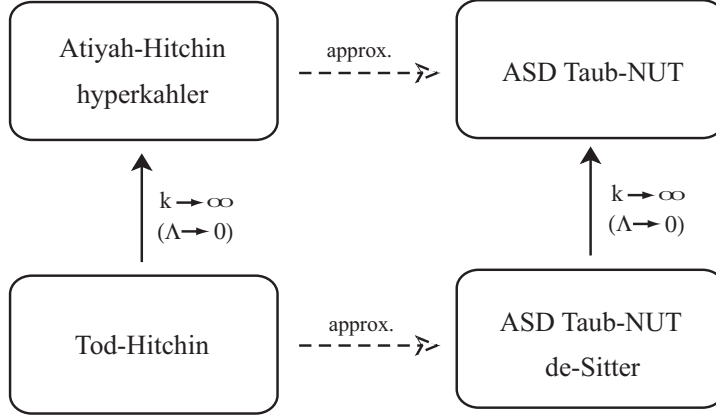 Atiyah-Hitchin
hyperkahler
approx.
ASD Taub-NUT
k → ∞
(Λ→ 0)
k → ∞
(Λ→ 0)
Tod-Hitchin
approx.
ASD Taub-NUT
de-Sitter